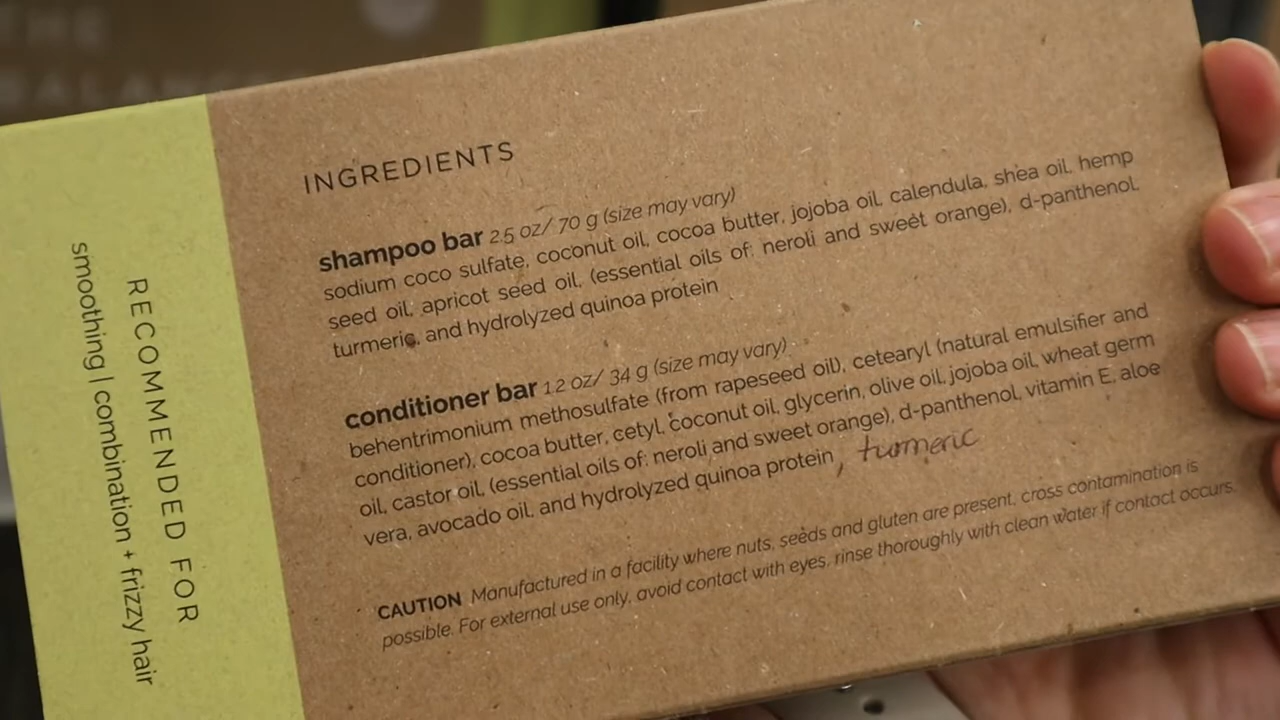 THE
BALANC
INGREDIENTS
shampoo bar 2.5 oz/ 70 g (size may vary)
sodium coco sulfate, coconut oil, cocoa butter, jojoba oil, calendula, shea oil, hemp
seed oil, apricot seed oil, (essential oils of: neroli and sweet orange), d-panthenol,
turmeric, and hydrolyzed quinoa protein
conditioner bar 1.2 oz/ 34 g (size may vary)
behentrimonium methosulfate (from rapeseed oil), cetearyl (natural emulsifier and
conditioner), cocoa butter, cetyl, coconut oil, glycerin, olive oil, jojoba oil, wheat germ
oil, castor oil, (essential oils of: neroli and sweet orange), d-panthenol, vitamin E, aloe
vera, avocado oil, and hydrolyzed quinoa protein, turmeric
CAUTION Manufactured in a facility where nuts, seeds and gluten are present, cross contamination is
possible. For external use only, avoid contact with eyes, rinse thoroughly with clean water if contact occurs.
RECOMMENDED FOR
smoothing | combination + frizzy hair